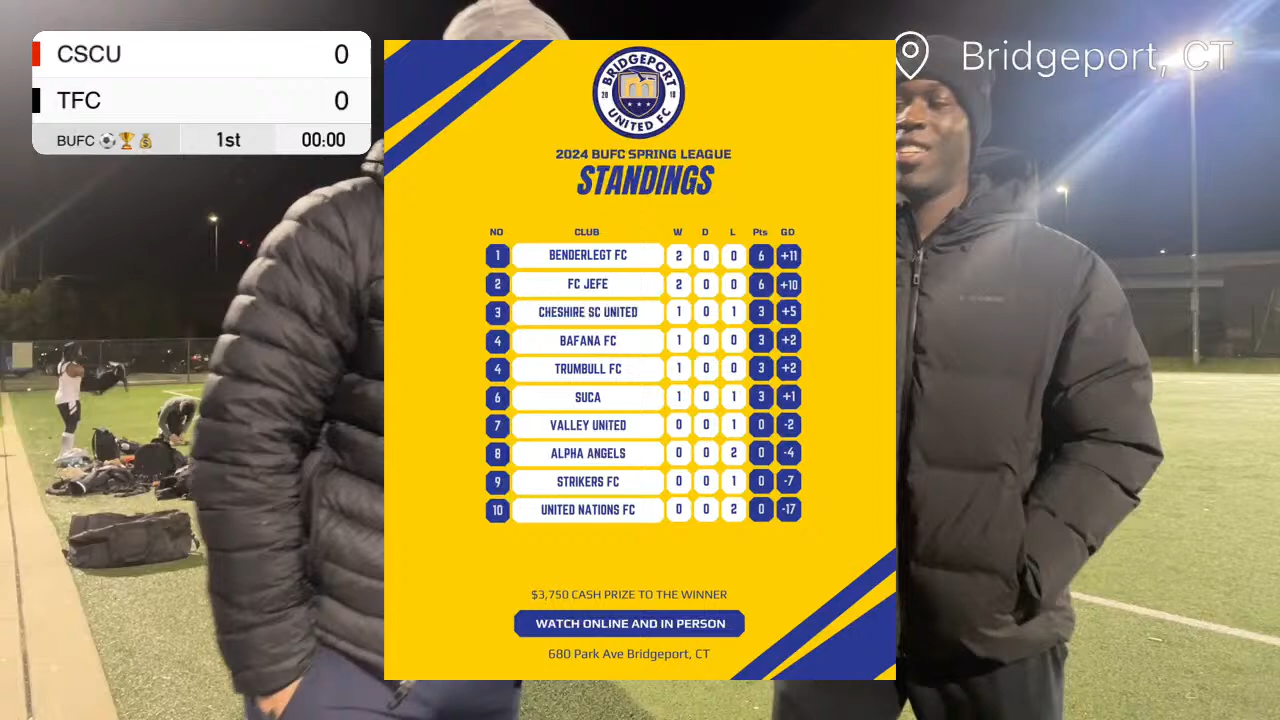 CSCU 0
TFC 0
BUFC ⚽🏆💰 1st 00:00
Bridgeport, CT
BRIDGEPORT
20 18
UNITED FC
2024 BUFC SPRING LEAGUE
STANDINGS
NO CLUB W D L Pts GD
1 BENDERLEGT FC 2 0 0 6 +11
2 FC JEFE 2 0 0 6 +10
3 CHESHIRE SC UNITED 1 0 1 3 +5
4 BAFANA FC 1 0 0 3 +2
4 TRUMBULL FC 1 0 0 3 +2
6 SUCA 1 0 1 3 +1
7 VALLEY UNITED 0 0 1 0 -2
8 ALPHA ANGELS 0 0 2 0 -4
9 STRIKERS FC 0 0 1 0 -7
10 UNITED NATIONS FC 0 0 2 0 -17
$3,750 CASH PRIZE TO THE WINNER
WATCH ONLINE AND IN PERSON
680 Park Ave Bridgeport, CT